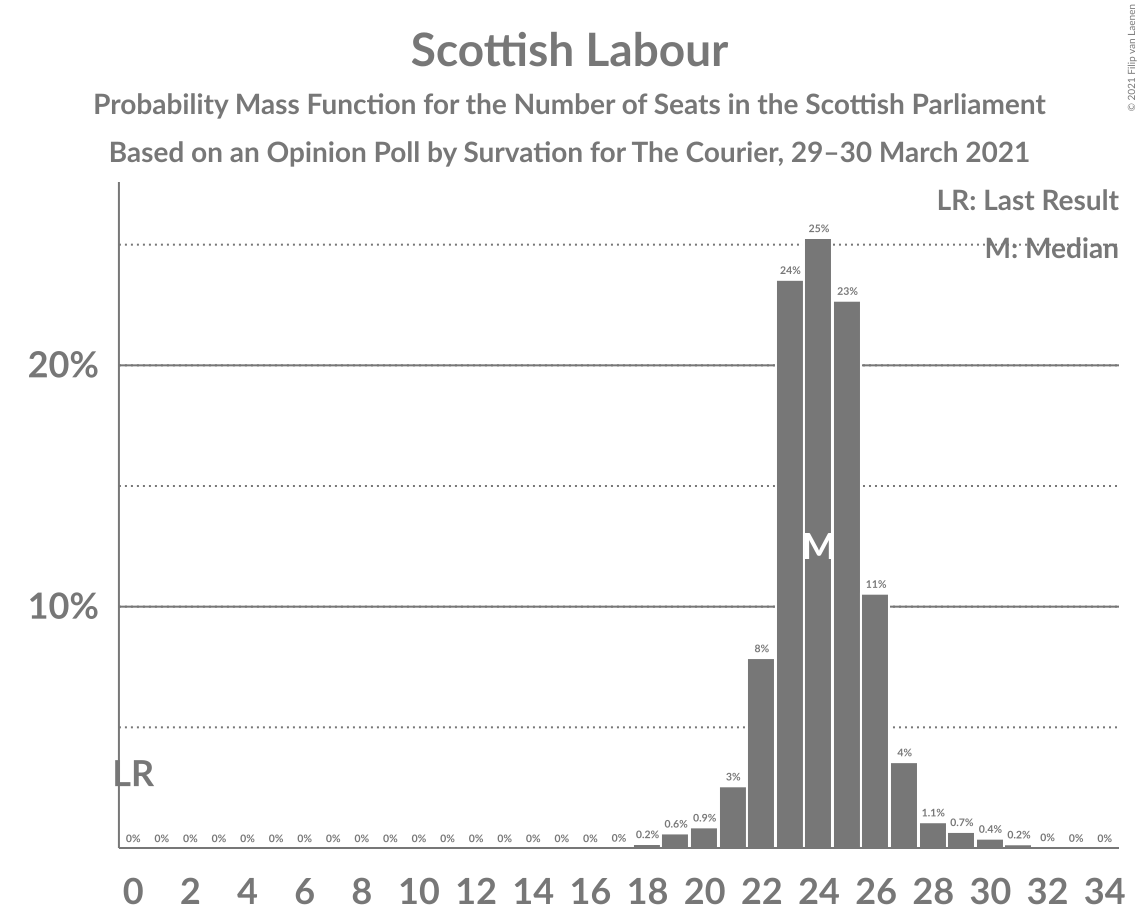 Scottish Labour
Probability Mass Function for the Number of Seats in the Scottish Parliament
Based on an Opinion Poll by Survation for The Courier, 29–30 March 2021
© 2021 Filip van Laenen
LR: Last Result
M: Median
20%
10%
LR
M
0% 0% 0% 0% 0% 0% 0% 0% 0% 0% 0% 0% 0% 0% 0% 0% 0% 0% 0.2% 0.6% 0.9% 3% 8% 24% 25% 23% 11% 4% 1.1% 0.7% 0.4% 0.2% 0% 0% 0%
0 2 4 6 8 10 12 14 16 18 20 22 24 26 28 30 32 34